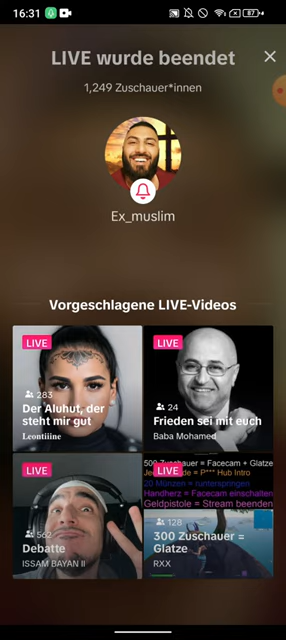 16:31
87
LIVE wurde beendet
1,249 Zuschauer*innen
Ex_muslim
Vorgeschlagene LIVE-Videos
LIVE
283
Der Aluhut, der
steht mir gut
Leontiiine
LIVE
24
Frieden sei mit euch
Baba Mohamed
LIVE
562
Debatte
ISSAM BAYAN II
LIVE
500 Zuschauer = Facecam + Glatze
= P*** Hub Intro
20 Münzen = runterspringen
Handherz = Facecam einschalten
Geldpistole = Stream beenden
128
300 Zuschauer =
Glatze
RXX